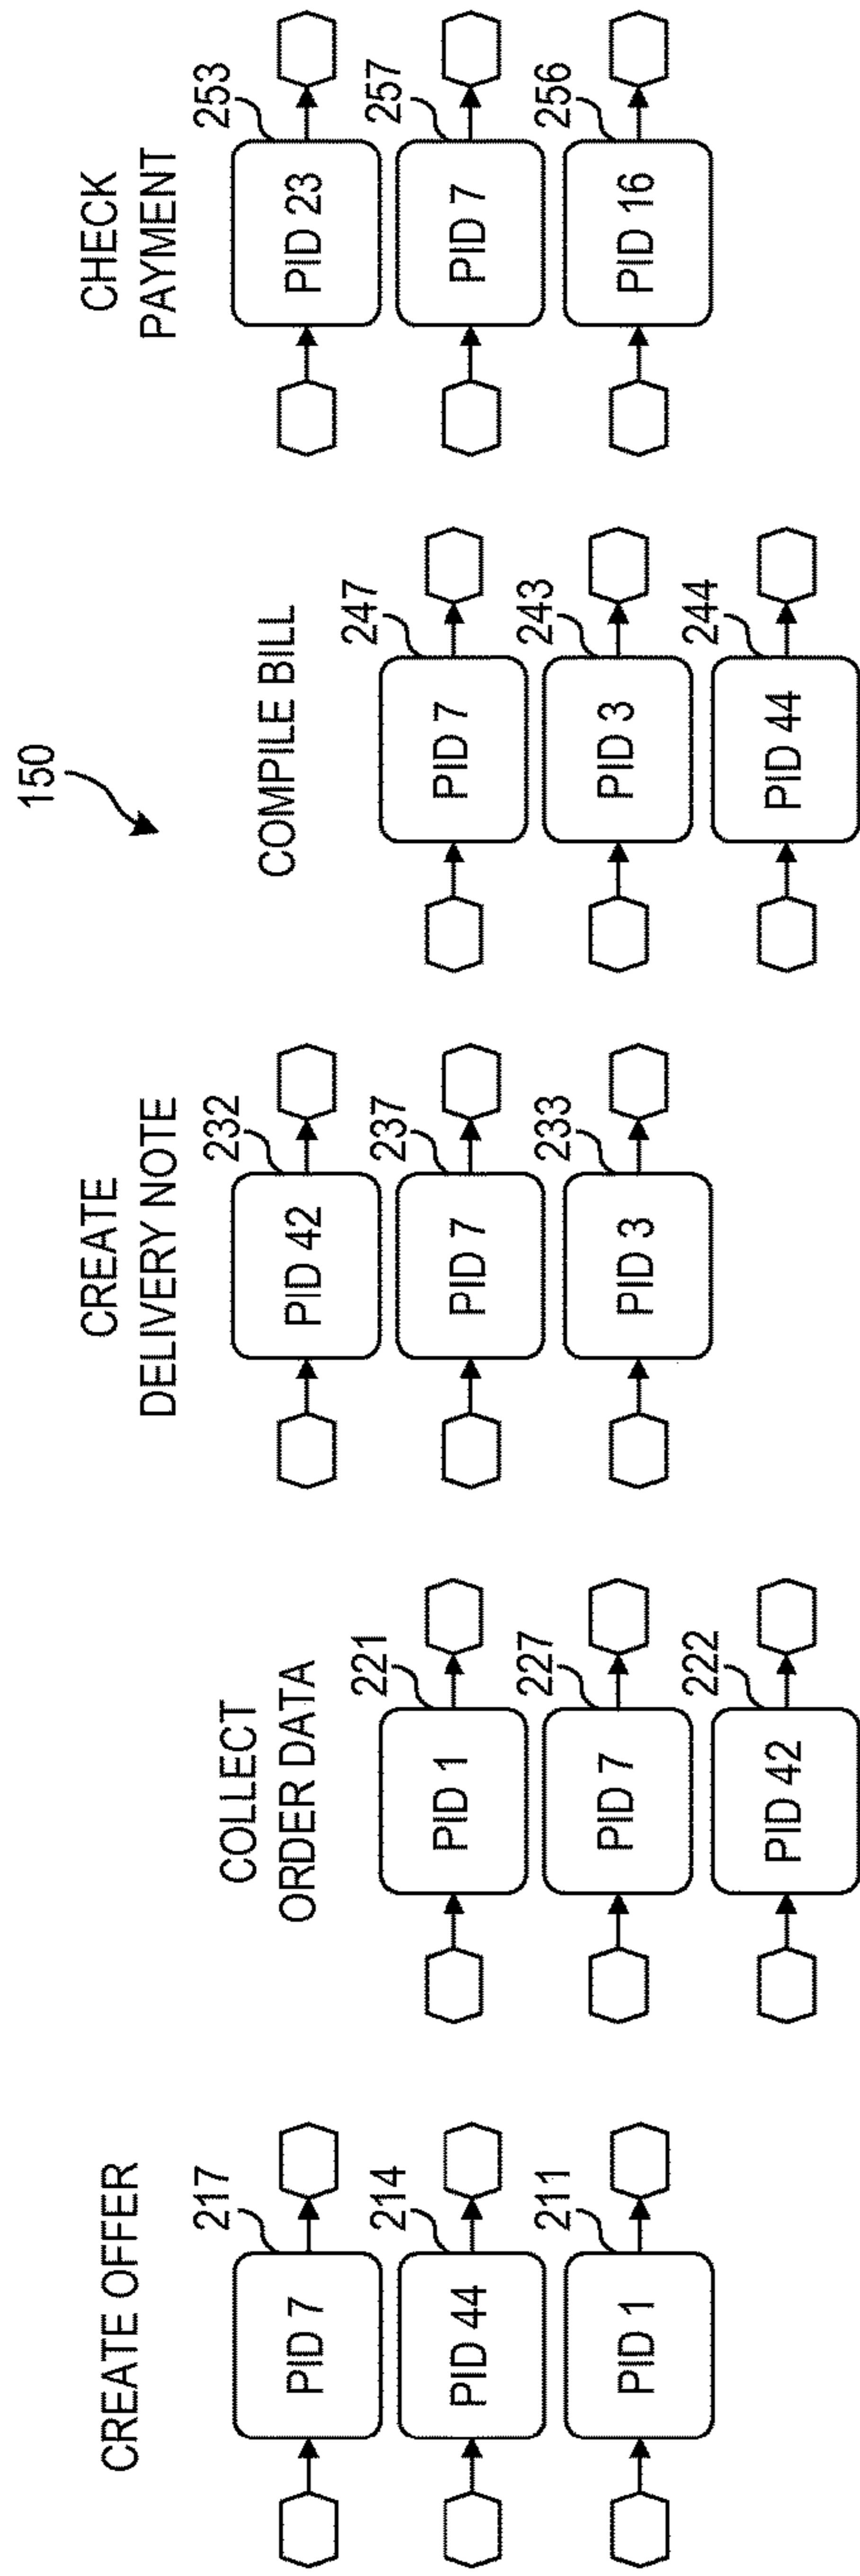 150
CREATE OFFER
217
PID 7
214
PID 44
211
PID 1
COLLECT
ORDER DATA
221
PID 1
227
PID 7
222
PID 42
CREATE
DELIVERY NOTE
232
PID 42
237
PID 7
233
PID 3
COMPILE BILL
247
PID 7
243
PID 3
244
PID 44
CHECK
PAYMENT
253
PID 23
257
PID 7
256
PID 16